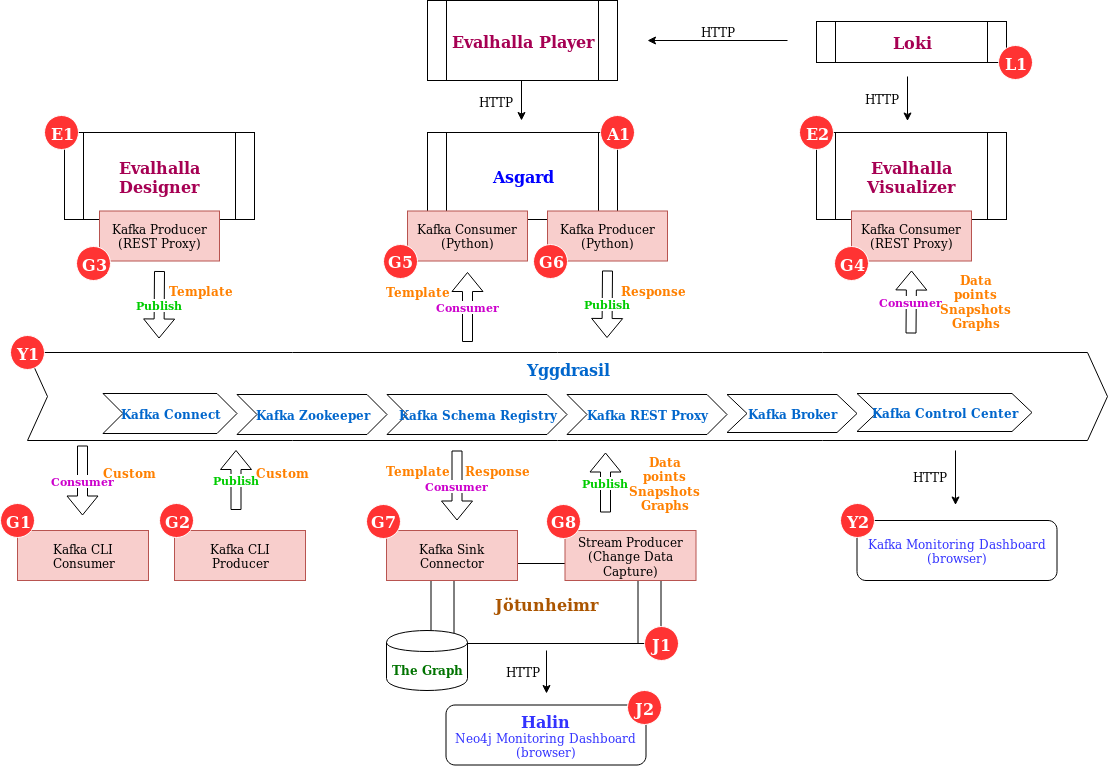 Evalhalla Player
HTTP
Loki
L1
HTTP
HTTP
E1
Evalhalla
Designer
Kafka Producer
(REST Proxy)
G3
A1
Asgard
Kafka Consumer
(Python)
G5
Kafka Producer
(Python)
G6
E2
Evalhalla
Visualizer
Kafka Consumer
(REST Proxy)
G4
Template
Publish
Template
Consumer
Response
Publish
Data
points
Snapshots
Graphs
Consumer
Y1
Yggdrasil
Kafka Connect
Kafka Zookeeper
Kafka Schema Registry
Kafka REST Proxy
Kafka Broker
Kafka Control Center
Custom
Consumer
Custom
Publish
Template
Response
Consumer
Data
points
Snapshots
Graphs
Publish
HTTP
G1
Kafka CLI
Consumer
G2
Kafka CLI
Producer
G7
Kafka Sink
Connector
G8
Stream Producer
(Change Data
Capture)
Y2
Kafka Monitoring Dashboard
(browser)
Jötunheimr
J1
The Graph
HTTP
J2
Halin
Neo4j Monitoring Dashboard
(browser)